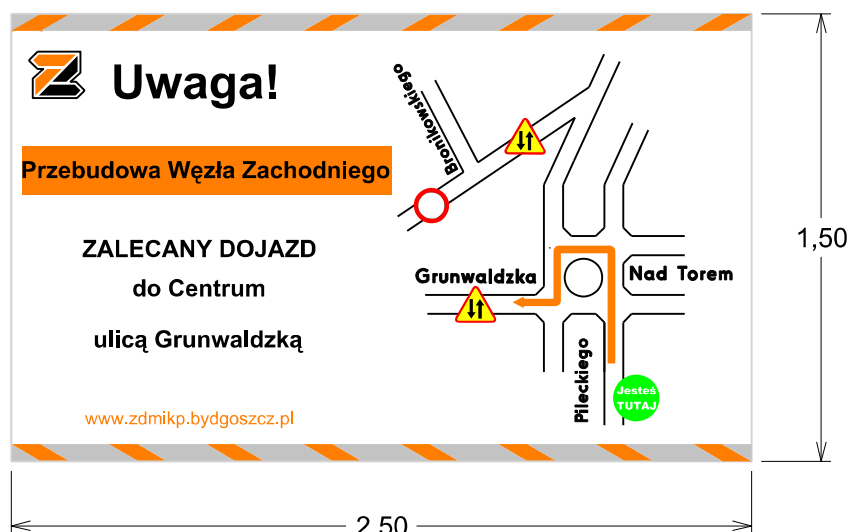 Uwaga!
Przebudowa Węzła Zachodniego
ZALECANY DOJAZD
do Centrum
ulicą Grunwaldzką
www.zdmikp.bydgoszcz.pl
Bronikowskiego
Grunwaldzka
Nad Torem
Pileckiego
Jesteś
TUTAJ
1,50
2,50